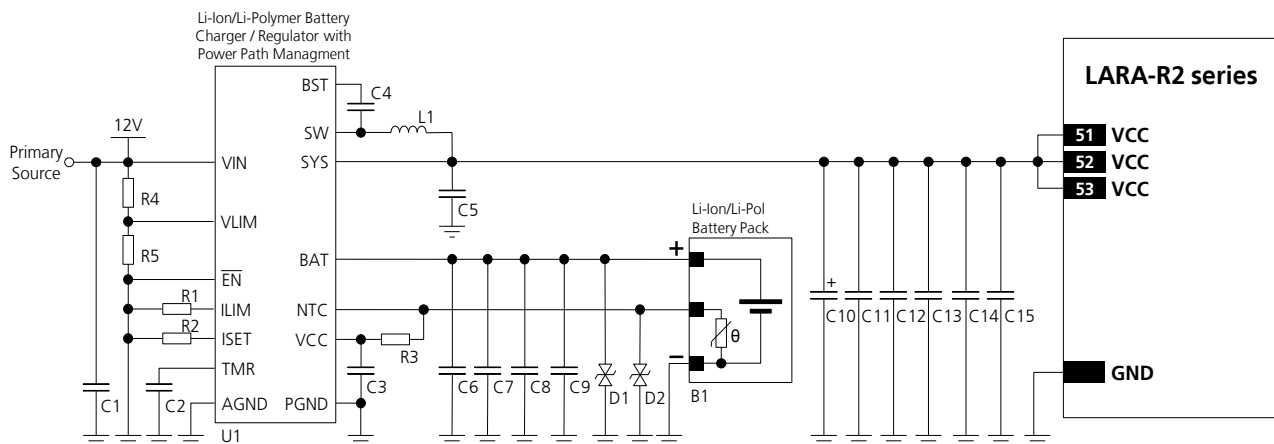 Li-Ion/Li-Polymer Battery
Charger / Regulator with
Power Path Managment
LARA-R2 series
BST
C4
L1
SW
12V
51 VCC
Primary
Source
VIN
SYS
52 VCC
53 VCC
R4
C5
Li-Ion/Li-Pol
Battery Pack
VLIM
R5
BAT
+
EN
R1
ILIM
NTC
+
C10
C11
C12
C13
C14
C15
R2
ISET
VCC
R3
θ
TMR
–
GND
C1
C2
C3
C6
C7
C8
C9
D1
D2
B1
AGND
PGND
U1